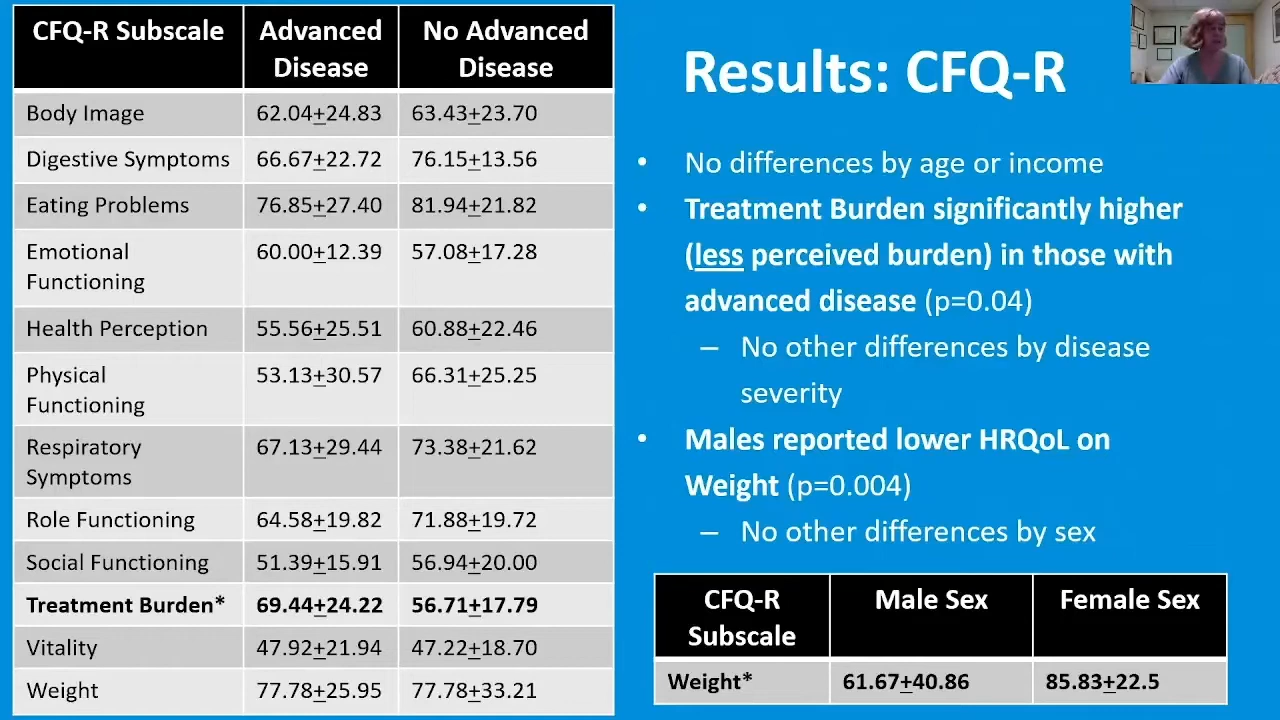 CFQ-R Subscale
Advanced Disease
No Advanced Disease
Body Image 62.04+24.83 63.43+23.70
Digestive Symptoms 66.67+22.72 76.15+13.56
Eating Problems 76.85+27.40 81.94+21.82
Emotional Functioning 60.00+12.39 57.08+17.28
Health Perception 55.56+25.51 60.88+22.46
Physical Functioning 53.13+30.57 66.31+25.25
Respiratory Symptoms 67.13+29.44 73.38+21.62
Role Functioning 64.58+19.82 71.88+19.72
Social Functioning 51.39+15.91 56.94+20.00
Treatment Burden* 69.44+24.22 56.71+17.79
Vitality 47.92+21.94 47.22+18.70
Weight 77.78+25.95 77.78+33.21
Results: CFQ-R
• No differences by age or income
• Treatment Burden significantly higher
(less perceived burden) in those with
advanced disease (p=0.04)
– No other differences by disease
severity
• Males reported lower HRQoL on
Weight (p=0.004)
– No other differences by sex
CFQ-R Subscale
Male Sex
Female Sex
Weight* 61.67+40.86 85.83+22.5